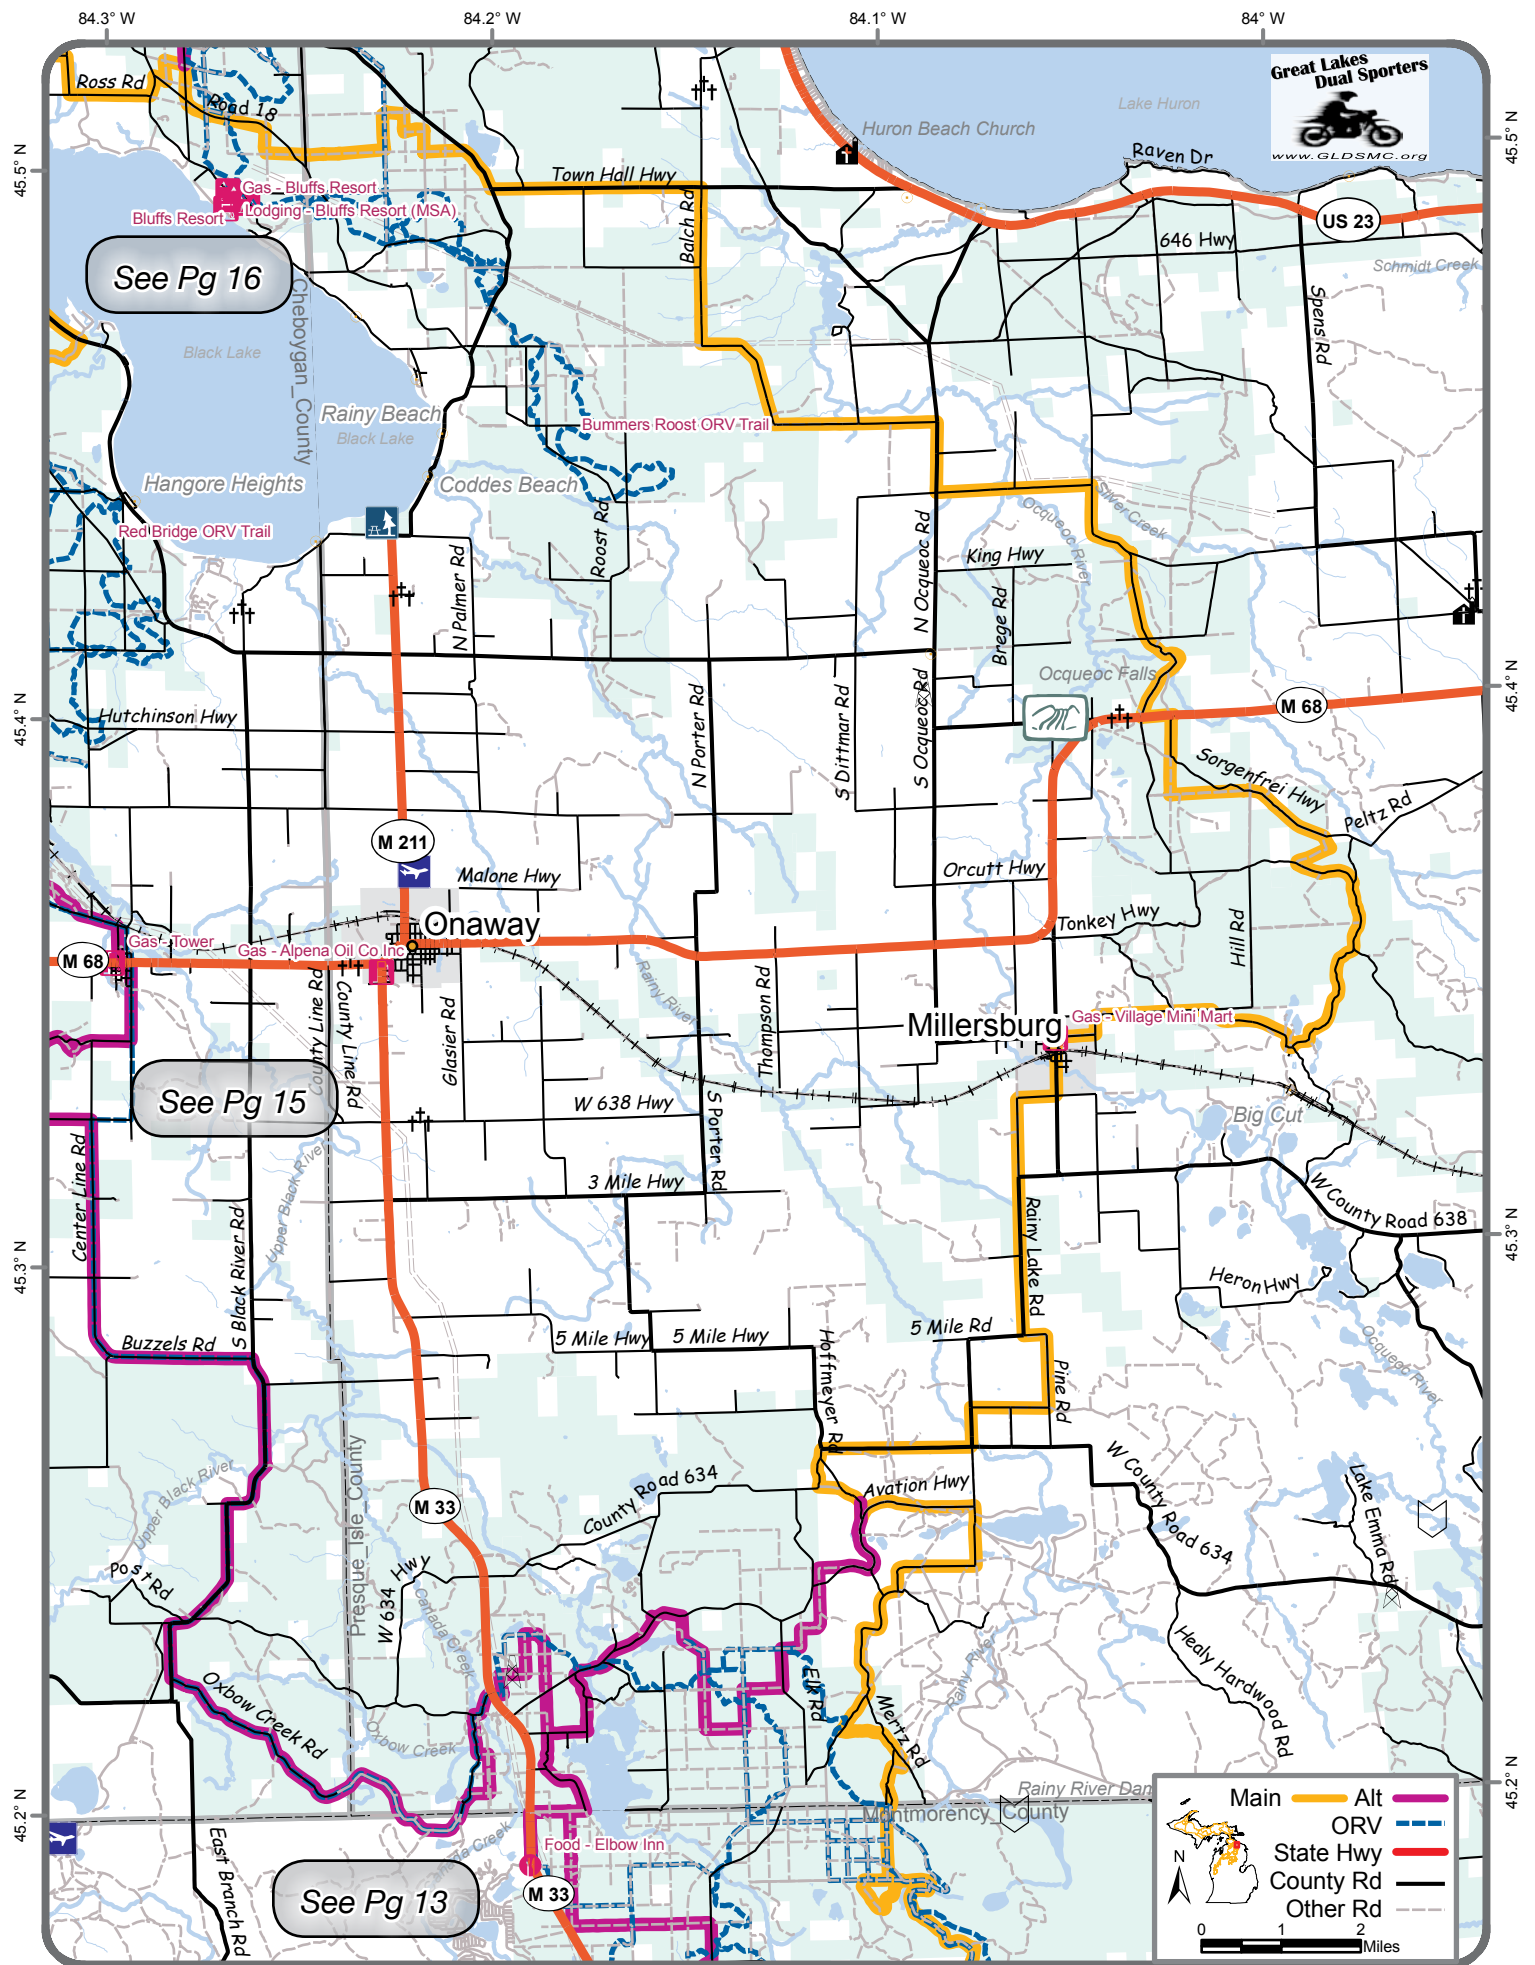 84.3° W
84.2° W
84.1° W
84° W
Ross Rd
Road 18
Great Lakes
Dual Sporters
www.GLDSMC.org
Lake Huron
Huron Beach Church
Raven Dr
45.5° N
45.5° N
Town Hall Hwy
Gas - Bluffs Resort
Lodging - Bluffs Resort (MSA)
Bluffs Resort
Balch Rd
US 23
646 Hwy
Schmidt Creek
See Pg 16
Cheboygan_County
Spens Rd
Black Lake
Rainy Beach
Black Lake
Bummers Roost ORV Trail
Hangore Heights
Coddes Beach
Silver Creek
Ocqueoc River
Red Bridge ORV Trail
Roost Rd
N Ocqueoc Rd
King Hwy
N Palmer Rd
Brege Rd
Ocqueoc Falls
45.4° N
45.4° N
Hutchinson Hwy
N Porter Rd
S Dittmar Rd
S Ocqueoc Rd
M 68
Sorgenfrei Hwy
Peltz Rd
M 211
Malone Hwy
Orcutt Hwy
Onaway
Tonkey Hwy
Hill Rd
Gas - Tower
Gas - Alpena Oil Co Inc
M 68
Rainy River
County Line Rd
County Line Rd
Glasier Rd
Thompson Rd
Millersburg
Gas - Village Mini Mart
See Pg 15
W 638 Hwy
S Porter Rd
Big Cut
Center Line Rd
Upper Black River
3 Mile Hwy
S Black River Rd
Rainy Lake Rd
W County Road 638
45.3° N
45.3° N
Heron Hwy
Buzzels Rd
5 Mile Hwy
5 Mile Hwy
5 Mile Rd
Hoffmeyer Rd
Pine Rd
Ocqueoc River
Upper Black River
Presque_Isle_County
M 33
County Road 634
Avation Hwy
W County Road 634
Lake Emma Rd
Post Rd
W 634 Hwy
Canada Creek
Oxbow Creek Rd
Oxbow Creek
Elk Rd
Mertz Rd
Rainy River
Healy Hardwood Rd
Rainy River Dam
Montmorency_County
45.2° N
45.2° N
East Branch Rd
Canada Creek
Food - Elbow Inn
See Pg 13
M 33
Main
Alt
ORV
State Hwy
County Rd
Other Rd
N
0 1 2
Miles